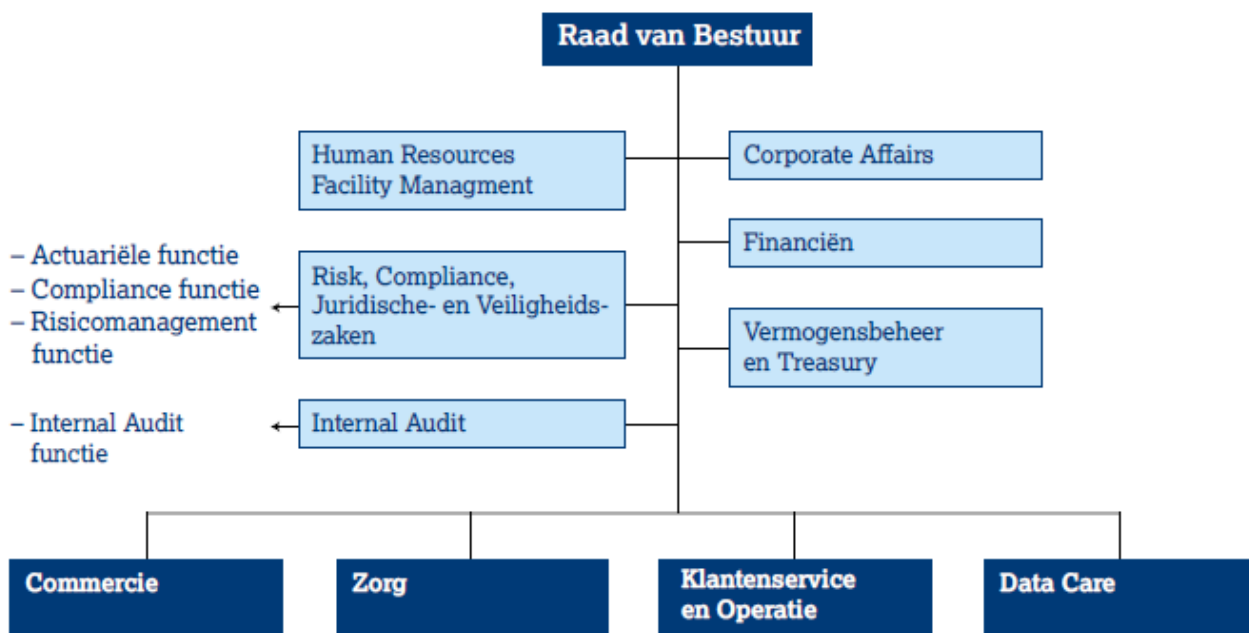 Raad van Bestuur
Human Resources
Facility Managment
Corporate Affairs
Financiën
– Actuariële functie
– Compliance functie
– Risicomanagement
functie
Risk, Compliance,
Juridische- en Veiligheids-
zaken
Vermogensbeheer
en Treasury
– Internal Audit
functie
Internal Audit
Commercie
Zorg
Klantenservice
en Operatie
Data Care